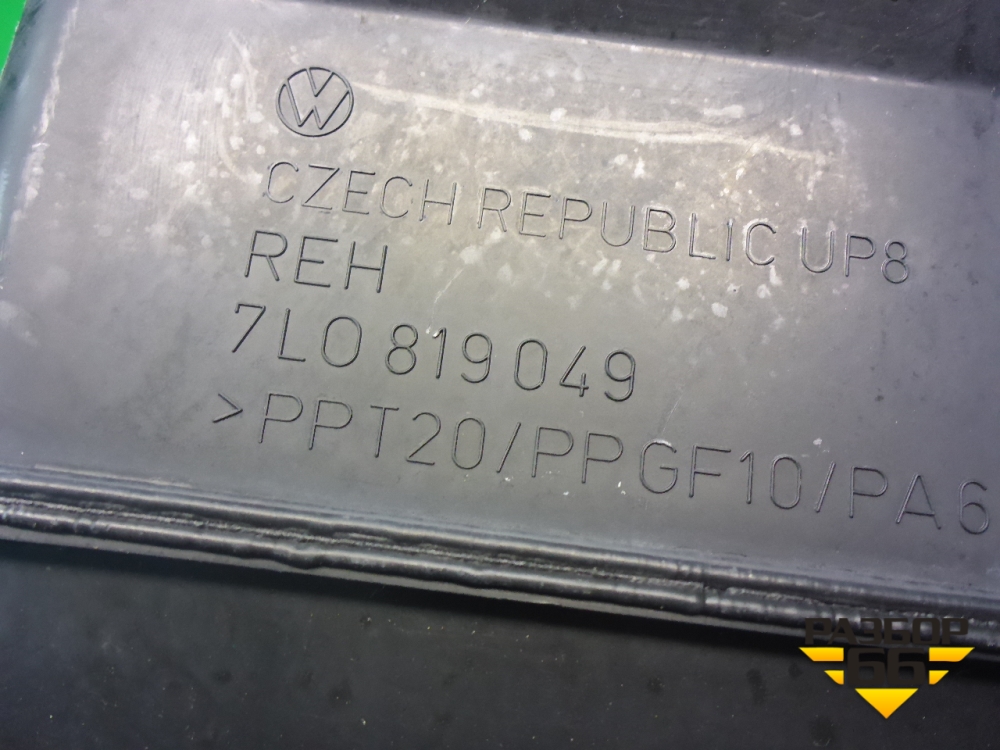 CZECH REPUBLIC UP8
REH
7L0 819 049
>PPT20/PPGF10/PA6
РАЗБОР
66